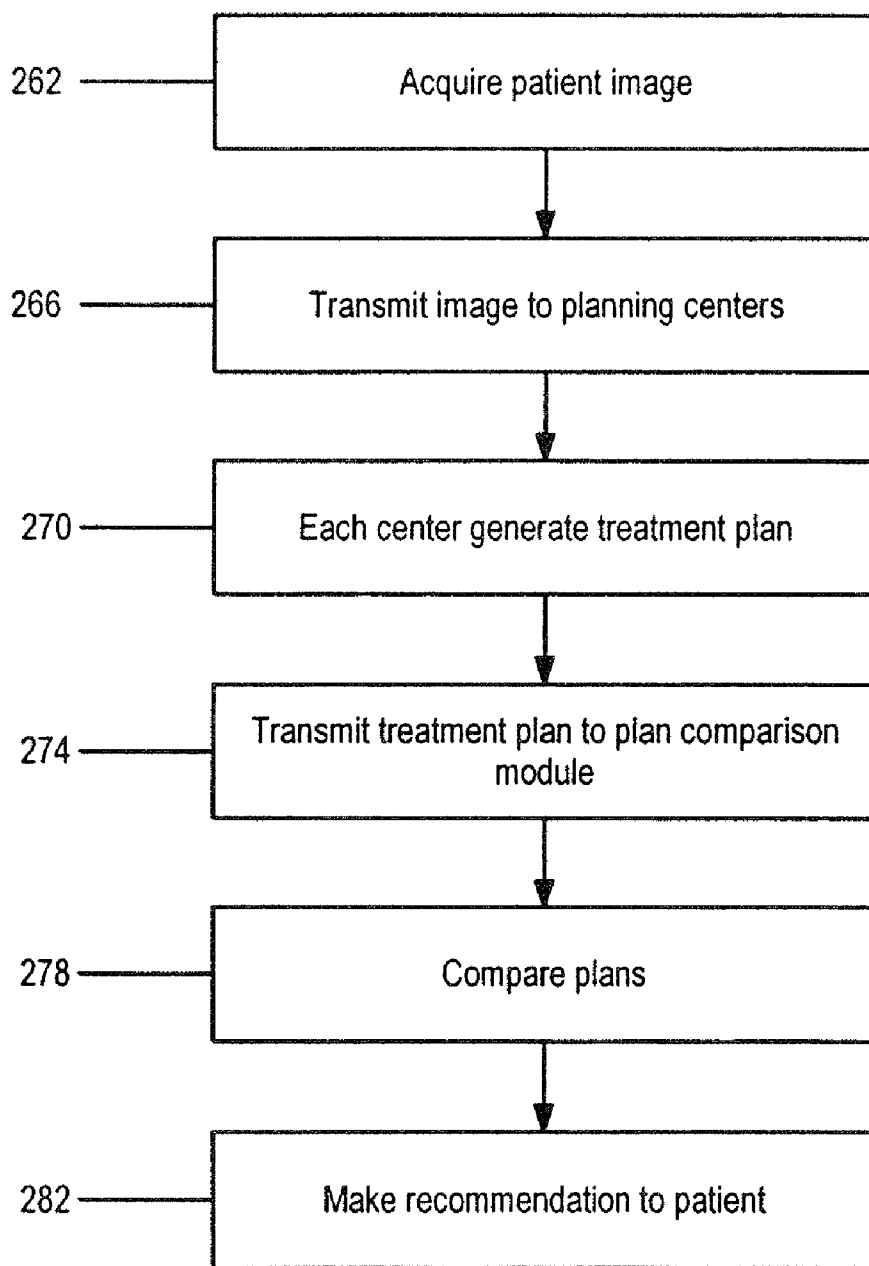 262 Acquire patient image
266 Transmit image to planning centers
270 Each center generate treatment plan
274 Transmit treatment plan to plan comparison
module
278 Compare plans
282 Make recommendation to patient